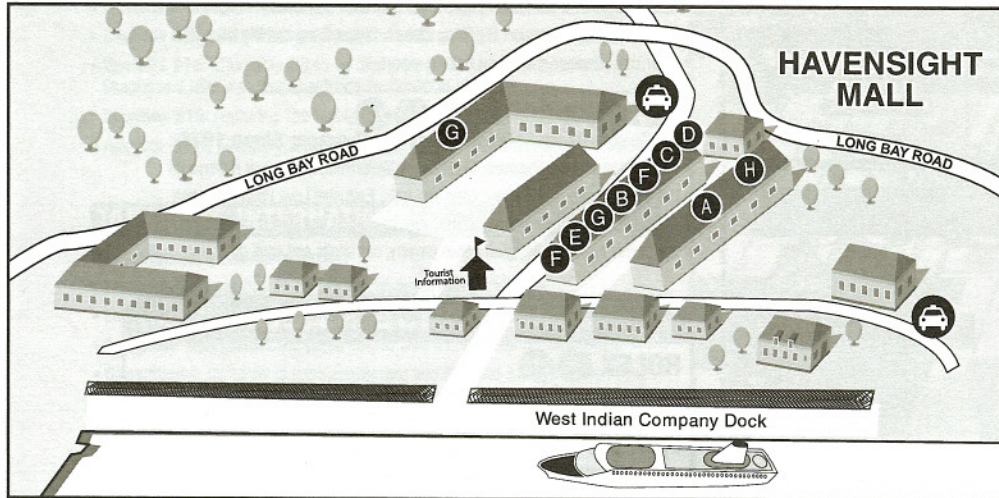 HAVENSIGHT
MALL
LONG BAY ROAD
LONG BAY ROAD
G
D
C
F
B
G
E
F
H
A
Tourist
Information
West Indian Company Dock